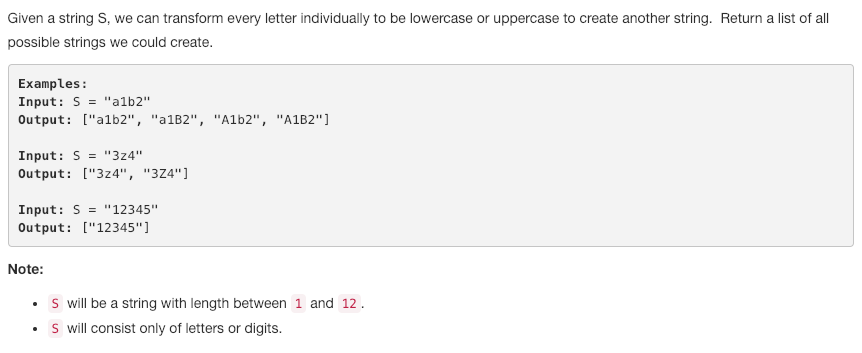 Given a string S, we can transform every letter individually to be lowercase or uppercase to create another string.  Return a list of all
possible strings we could create.
Examples:
Input: S = "a1b2"
Output: ["a1b2", "a1B2", "A1b2", "A1B2"]
Input: S = "3z4"
Output: ["3z4", "3Z4"]
Input: S = "12345"
Output: ["12345"]
Note:
• S will be a string with length between 1 and 12 .
• S will consist only of letters or digits.